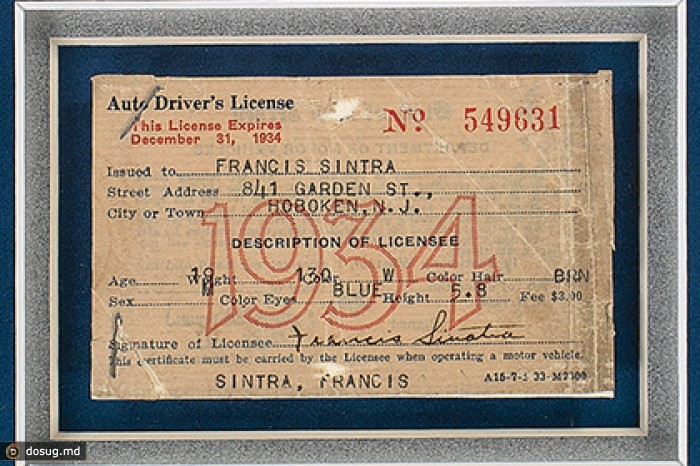 Auto Driver's License
This License Expires
December 31, 1934
No 549631
Issued to FRANCIS SINTRA
Street Address 841 GARDEN ST.,
City or Town HOBOKEN, N.J.
1934
DESCRIPTION OF LICENSEE
Age 19 Weight 130 Color W Color Hair BRN
Sex M Color Eyes BLUE Height 5.8 Fee $3.00
Signature of Licensee Francis Sinatra
This certificate must be carried by the Licensee when operating a motor vehicle.
SINTRA, FRANCIS
dosug.md